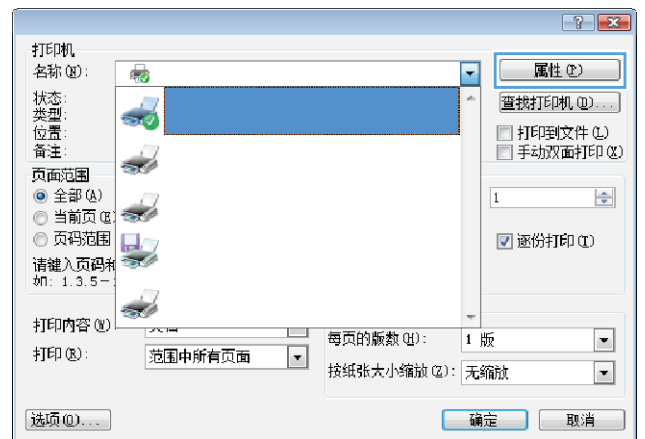 打印机
名称(N):
属性(P)
状态:
类型:
位置:
备注:
查找打印机(D)...
打印到文件(L)
手动双面打印(X)
页面范围
全部(A)
当前页(E)
页码范围
请键入页码和
如: 1.3.5-
1
逐份打印(T)
打印内容(W)
打印(R):
范围中所有页面
每页的版数(H):
1 版
按纸张大小缩放(Z):
无缩放
选项(O)...
确定
取消